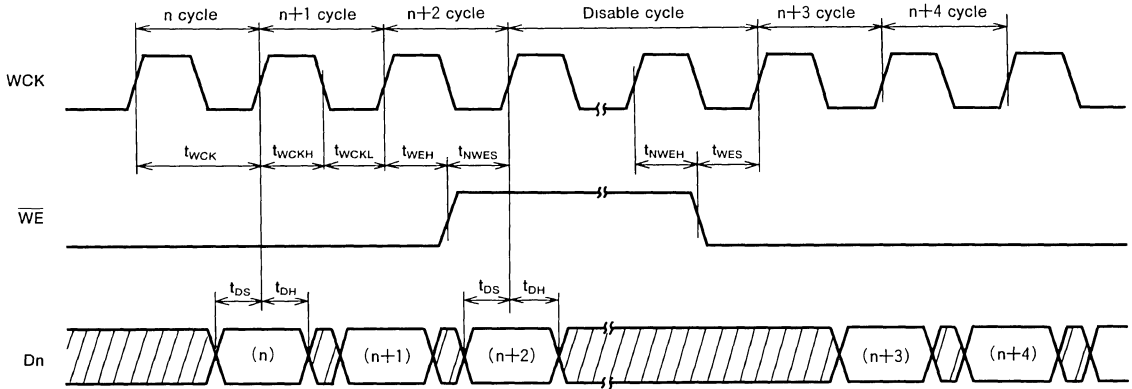 n cycle n+1 cycle n+2 cycle Disable cycle n+3 cycle n+4 cycle
WCK
tWCK tWCKH tWCKL tWEH tNWES tNWEH tWES
WE
tDS tDH tDS tDH
Dn (n) (n+1) (n+2) (n+3) (n+4)